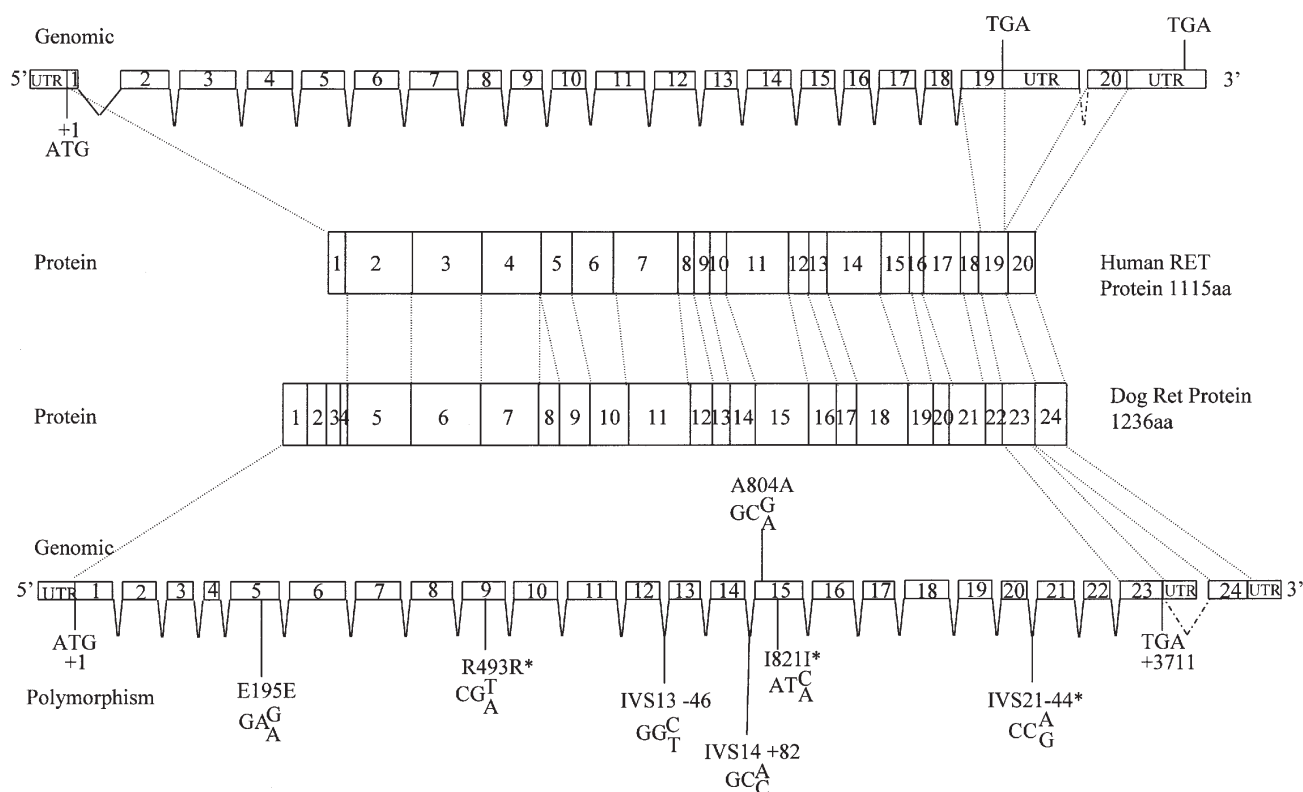 Genomic
TGA TGA
5’ UTR 1 2 3 4 5 6 7 8 9 10 11 12 13 14 15 16 17 18 19 UTR 20 UTR 3’
+1
ATG
Protein
1 2 3 4 5 6 7 8 9 10 11 12 13 14 15 16 17 18 19 20
Human RET
Protein 1115aa
Protein
1 2 3 4 5 6 7 8 9 10 11 12 13 14 15 16 17 18 19 20 21 22 23 24
Dog Ret Protein
1236aa
A804A
GC G
A
Genomic
5’ UTR 1 2 3 4 5 6 7 8 9 10 11 12 13 14 15 16 17 18 19 20 21 22 23 UTR 24 UTR 3’
ATG
+1
TGA
+3711
Polymorphism
E195E
GA G
A
R493R*
CG T
A
IVS13 -46
GG C
T
IVS14 +82
GC A
C
I821I*
AT C
A
IVS21-44*
CC A
G